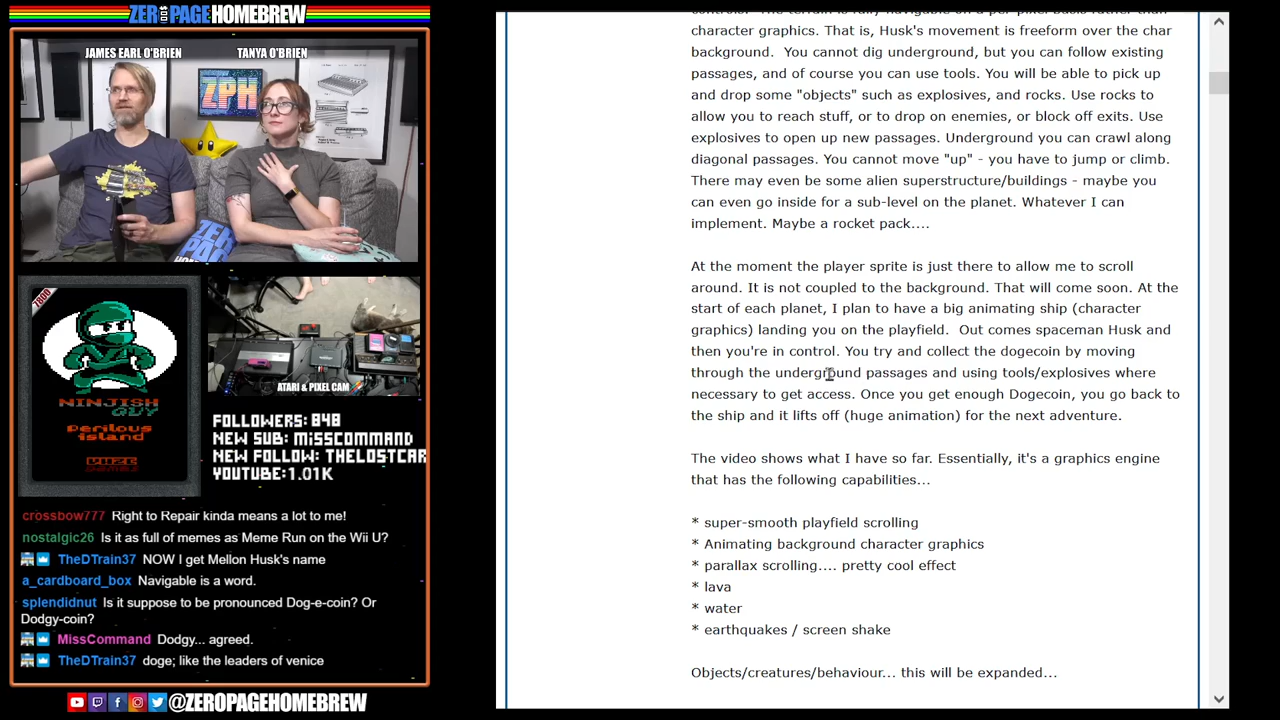 ZERO PAGE HOMEBREW
JAMES EARL O'BRIEN
TANYA O'BRIEN
ZPH
7800
NINJISH
GUY
Perilous
island
ATARI & PIXEL CAM
FOLLOWERS: 848
NEW SUB: MISSCOMMAND
NEW FOLLOW: THELOSTCAR
YOUTUBE:1.01K
crossbow777 Right to Repair kinda means a lot to me!
nostalgic26 Is it as full of memes as Meme Run on the Wii U?
TheDTrain37 NOW I get Mellon Husk's name
a_cardboard_box Navigable is a word.
splendidnut Is it suppose to be pronounced Dog-e-coin? Or
Dodgy-coin?
MissCommand Dodgy... agreed.
TheDTrain37 doge; like the leaders of venice
@ZEROPAGEHOMEBREW
character graphics. That is, Husk's movement is freeform over the char
background. You cannot dig underground, but you can follow existing
passages, and of course you can use tools. You will be able to pick up
and drop some "objects" such as explosives, and rocks. Use rocks to
allow you to reach stuff, or to drop on enemies, or block off exits. Use
explosives to open up new passages. Underground you can crawl along
diagonal passages. You cannot move "up" - you have to jump or climb.
There may even be some alien superstructure/buildings - maybe you
can even go inside for a sub-level on the planet. Whatever I can
implement. Maybe a rocket pack....
At the moment the player sprite is just there to allow me to scroll
around. It is not coupled to the background. That will come soon. At the
start of each planet, I plan to have a big animating ship (character
graphics) landing you on the playfield. Out comes spaceman Husk and
then you're in control. You try and collect the dogecoin by moving
through the underground passages and using tools/explosives where
necessary to get access. Once you get enough Dogecoin, you go back to
the ship and it lifts off (huge animation) for the next adventure.
The video shows what I have so far. Essentially, it's a graphics engine
that has the following capabilities...
* super-smooth playfield scrolling
* Animating background character graphics
* parallax scrolling.... pretty cool effect
* lava
* water
* earthquakes / screen shake
Objects/creatures/behaviour... this will be expanded...